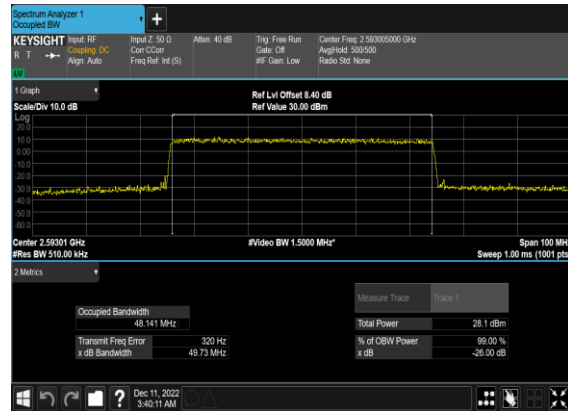 Spectrum Analyzer 1
Occupied BW
+
KEYSIGHT Input: RF Input Z: 50 Ω Atten: 40 dB Trig: Free Run Center Freq: 2.593005000 GHz
R T Coupling: DC Corr CCorr Gate: Off Avg|Hold: 500/500
Align: Auto Freq Ref: Int (S) #IF Gain: Low Radio Std: None
LW
1 Graph
Ref Lvl Offset 8.40 dB
Scale/Div 10.0 dB Ref Value 30.00 dBm
Log
20.0
10.0
0.00
-10.0
-20.0
-30.0
-40.0
-50.0
-60.0
Center 2.59301 GHz #Video BW 1.5000 MHz* Span 100 MH
#Res BW 510.00 kHz Sweep 1.00 ms (1001 pts
2 Metrics
Measure Trace Trace 1
Occupied Bandwidth
48.141 MHz
Total Power 28.1 dBm
Transmit Freq Error 320 Hz % of OBW Power 99.00 %
x dB Bandwidth 49.73 MHz x dB -26.00 dB
? Dec 11, 2022
3:40:11 AM